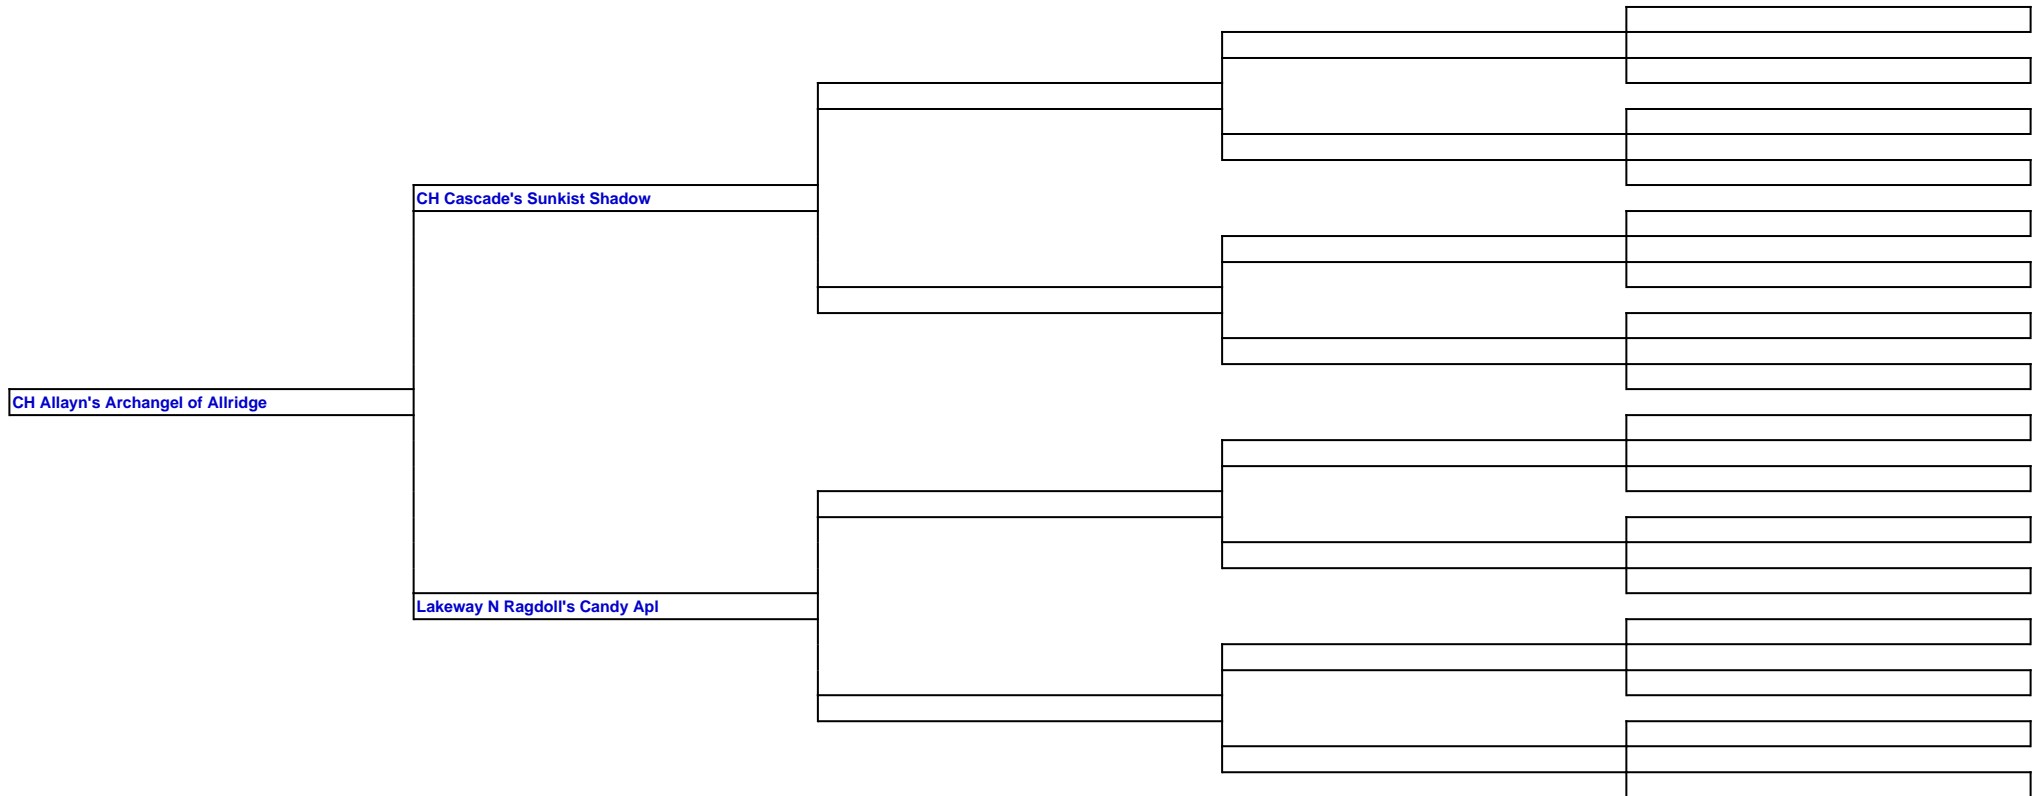 CH Cascade's Sunkist Shadow
CH Allayn's Archangel of Allridge
Lakeway N Ragdoll's Candy Apl